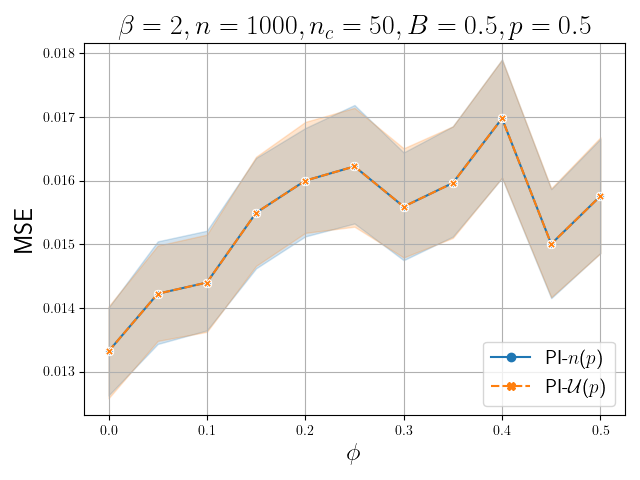 β = 2, n = 1000, n_c = 50, B = 0.5, p = 0.5
MSE
0.018
0.017
0.016
0.015
0.014
0.013
0.0 0.1 0.2 0.3 0.4 0.5
ϕ
PI-n(p)
PI-𝒰(p)